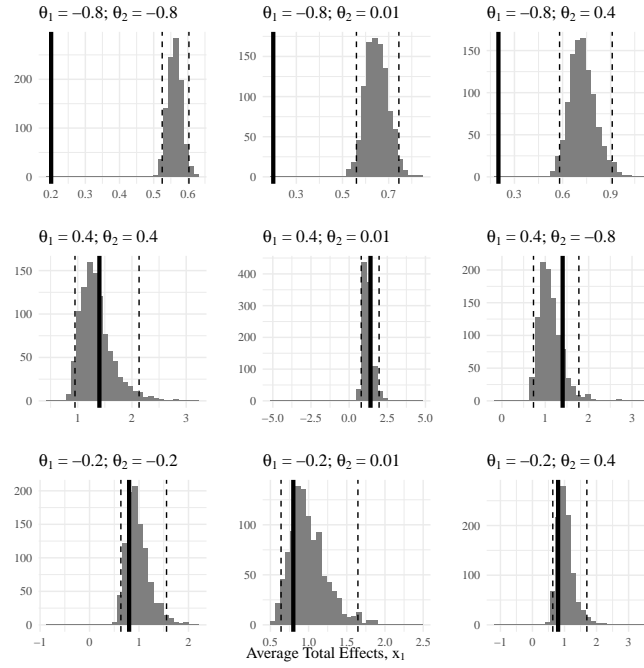 θ1 = −0.8; θ2 = −0.8
θ1 = −0.8; θ2 = 0.01
θ1 = −0.8; θ2 = 0.4
200
100
0
0.2 0.3 0.4 0.5 0.6
150
100
50
0
0.3 0.5 0.7
150
100
50
0
0.3 0.6 0.9
θ1 = 0.4; θ2 = 0.4
θ1 = 0.4; θ2 = 0.01
θ1 = 0.4; θ2 = −0.8
150
100
50
0
1 2 3
400
300
200
100
0
−5.0 −2.5 0.0 2.5 5.0
200
150
100
50
0
0 1 2 3
θ1 = −0.2; θ2 = −0.2
θ1 = −0.2; θ2 = 0.01
θ1 = −0.2; θ2 = 0.4
200
150
100
50
0
−1 0 1 2
100
50
0
0.5 1.0 1.5 2.0 2.5
200
100
0
−1 0 1 2 3
Average Total Effects, x1